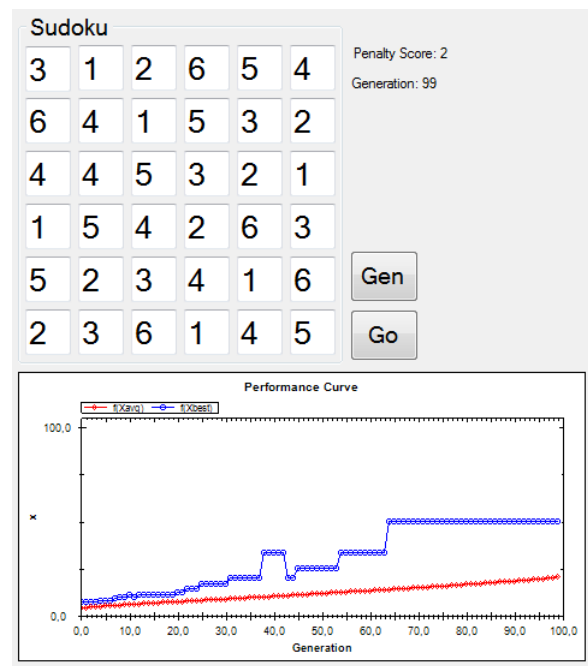 Sudoku
3 1 2 6 5 4
Penalty Score: 2
6 4 1 5 3 2
Generation: 99
4 4 5 3 2 1
1 5 4 2 6 3
5 2 3 4 1 6
Gen
2 3 6 1 4 5
Go
Performance Curve
f(Xavg) f(Xbest)
100,0
x
0,0
0,0 10,0 20,0 30,0 40,0 50,0 60,0 70,0 80,0 90,0 100,0
Generation